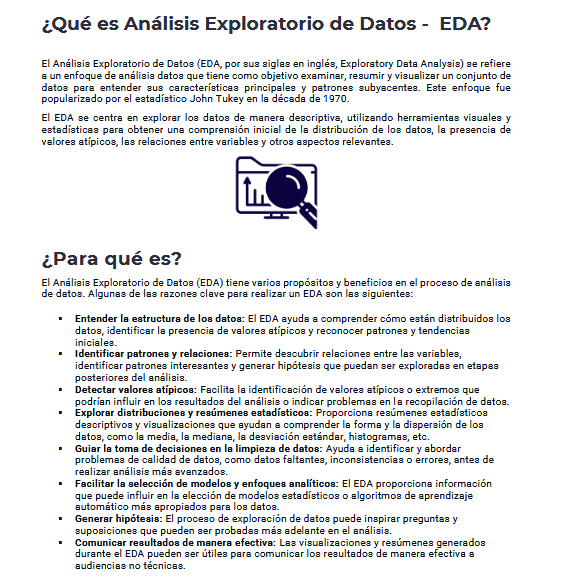 ¿Qué es Análisis Exploratorio de Datos - EDA?
El Análisis Exploratorio de Datos (EDA, por sus siglas en inglés, Exploratory Data Analysis) se refiere
a un enfoque de análisis datos que tiene como objetivo examinar, resumir y visualizar un conjunto de
datos para entender sus características principales y patrones subyacentes. Este enfoque fue
popularizado por el estadístico John Tukey en la década de 1970.
El EDA se centra en explorar los datos de manera descriptiva, utilizando herramientas visuales y
estadísticas para obtener una comprensión inicial de la distribución de los datos, la presencia de
valores atípicos, las relaciones entre variables y otros aspectos relevantes.
¿Para qué es?
El Análisis Exploratorio de Datos (EDA) tiene varios propósitos y beneficios en el proceso de análisis
de datos. Algunas de las razones clave para realizar un EDA son las siguientes:
▪ Entender la estructura de los datos: El EDA ayuda a comprender cómo están distribuidos los
datos, identificar la presencia de valores atípicos y reconocer patrones y tendencias
iniciales.
▪ Identificar patrones y relaciones: Permite descubrir relaciones entre las variables,
identificar patrones interesantes y generar hipótesis que puedan ser exploradas en etapas
posteriores del análisis.
▪ Detectar valores atípicos: Facilita la identificación de valores atípicos o extremos que
podrían influir en los resultados del análisis o indicar problemas en la recopilación de datos.
▪ Explorar distribuciones y resúmenes estadísticos: Proporciona resúmenes estadísticos
descriptivos y visualizaciones que ayudan a comprender la forma y la dispersión de los
datos, como la media, la mediana, la desviación estándar, histogramas, etc.
▪ Guiar la toma de decisiones en la limpieza de datos: Ayuda a identificar y abordar
problemas de calidad de datos, como datos faltantes, inconsistencias o errores, antes de
realizar análisis más avanzados.
▪ Facilitar la selección de modelos y enfoques analíticos: El EDA proporciona información
que puede influir en la elección de modelos estadísticos o algoritmos de aprendizaje
automático más apropiados para los datos.
▪ Generar hipótesis: El proceso de exploración de datos puede inspirar preguntas y
suposiciones que pueden ser probadas más adelante en el análisis.
▪ Comunicar resultados de manera efectiva: Las visualizaciones y resúmenes generados
durante el EDA pueden ser útiles para comunicar los resultados de manera efectiva a
audiencias no técnicas.